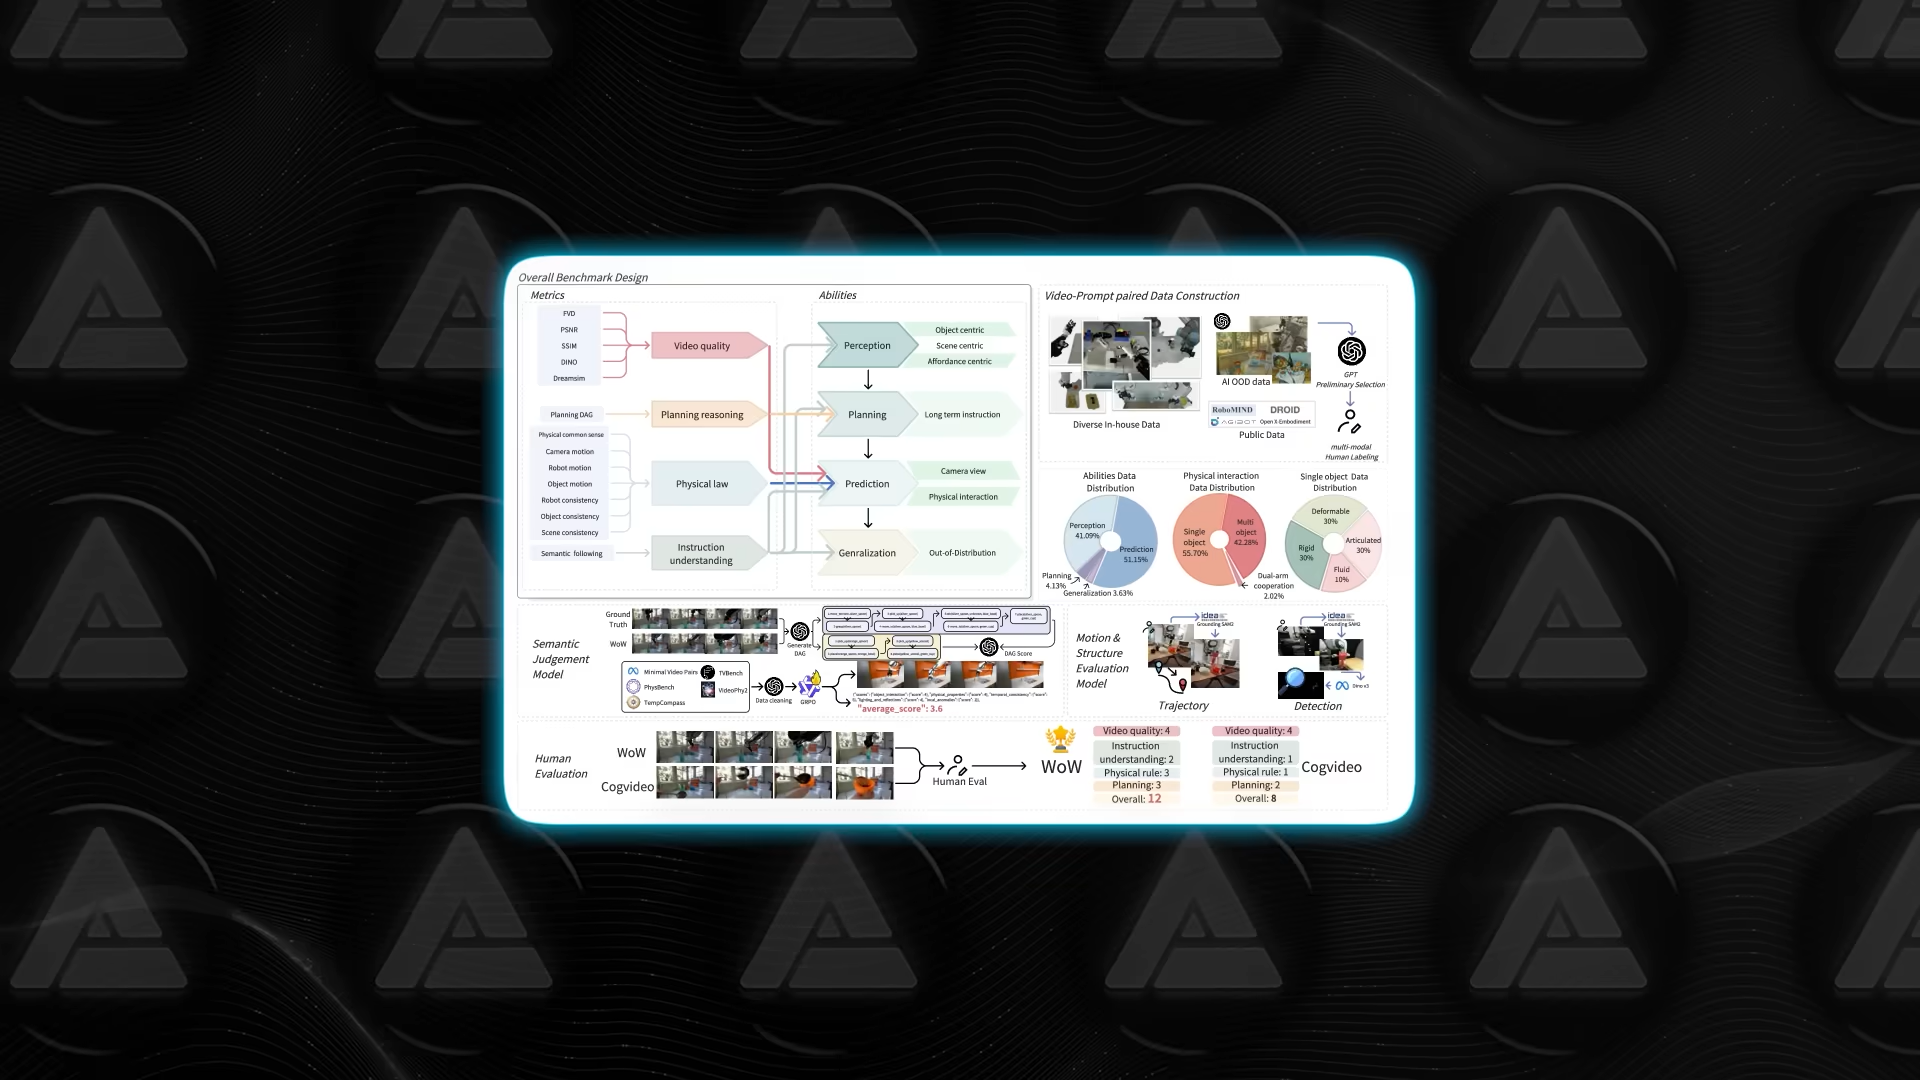 Overall Benchmark Design
Metrics
FVD
PSNR
SSIM
DINO
Dreamsim
Planning DAG
Physical common sense
Camera motion
Robot motion
Object motion
Robot consistency
Object consistency
Scene consistency
Semantic following
Video quality
Planning reasoning
Physical law
Instruction
understanding
Abilities
Perception
Object centric
Scene centric
Affordance centric
Planning
Long term instruction
Prediction
Camera view
Physical interaction
Genralization
Out-of-Distribution
Video-Prompt paired Data Construction
Diverse In-house Data
AI OOD data
RoboMIND
DROID
AGIBOT
Open X-Embodiment
Public Data
GPT
Preliminary Selection
multi-modal
Human Labeling
Abilities Data
Distribution
Perception
41.09%
Prediction
51.15%
Planning
4.13%
Generalization 3.63%
Physical interaction
Data Distribution
Single
object
55.70%
Multi
object
42.28%
Dual-arm
cooperation
2.02%
Single object Data
Distribution
Deformable
30%
Articulated
30%
Rigid
30%
Fluid
10%
Semantic
Judgement
Model
Ground
Truth
WoW
Generate
DAG
DAG Score
Minimal Video Pairs
TVBench
PhysBench
VideoPhy2
TempCompass
Data cleaning
GRPO
"average_score": 3.6
Motion &
Structure
Evaluation
Model
idea
Grounding SAM2
Trajectory
idea
Grounding SAM2
Dino v3
Detection
Human
Evaluation
WoW
Cogvideo
Human Eval
WoW
Video quality: 4
Instruction
understanding: 2
Physical rule: 3
Planning: 3
Overall: 12
Video quality: 4
Instruction
understanding: 1
Physical rule: 1
Planning: 2
Overall: 8
Cogvideo